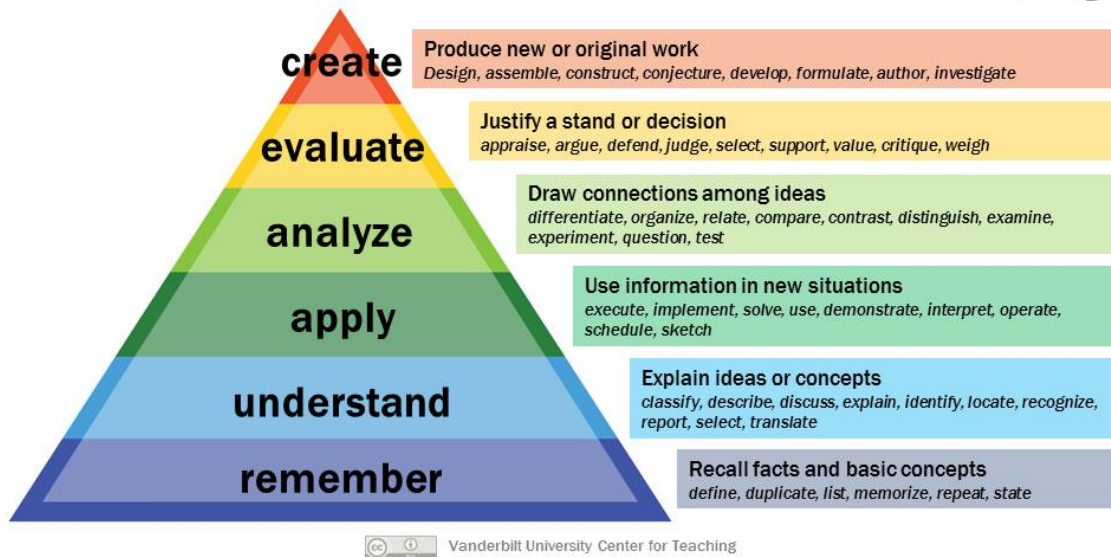 create
Produce new or original work
Design, assemble, construct, conjecture, develop, formulate, author, investigate
evaluate
Justify a stand or decision
appraise, argue, defend, judge, select, support, value, critique, weigh
analyze
Draw connections among ideas
differentiate, organize, relate, compare, contrast, distinguish, examine,
experiment, question, test
apply
Use information in new situations
execute, implement, solve, use, demonstrate, interpret, operate,
schedule, sketch
understand
Explain ideas or concepts
classify, describe, discuss, explain, identify, locate, recognize,
report, select, translate
remember
Recall facts and basic concepts
define, duplicate, list, memorize, repeat, state
cc
Vanderbilt University Center for Teaching